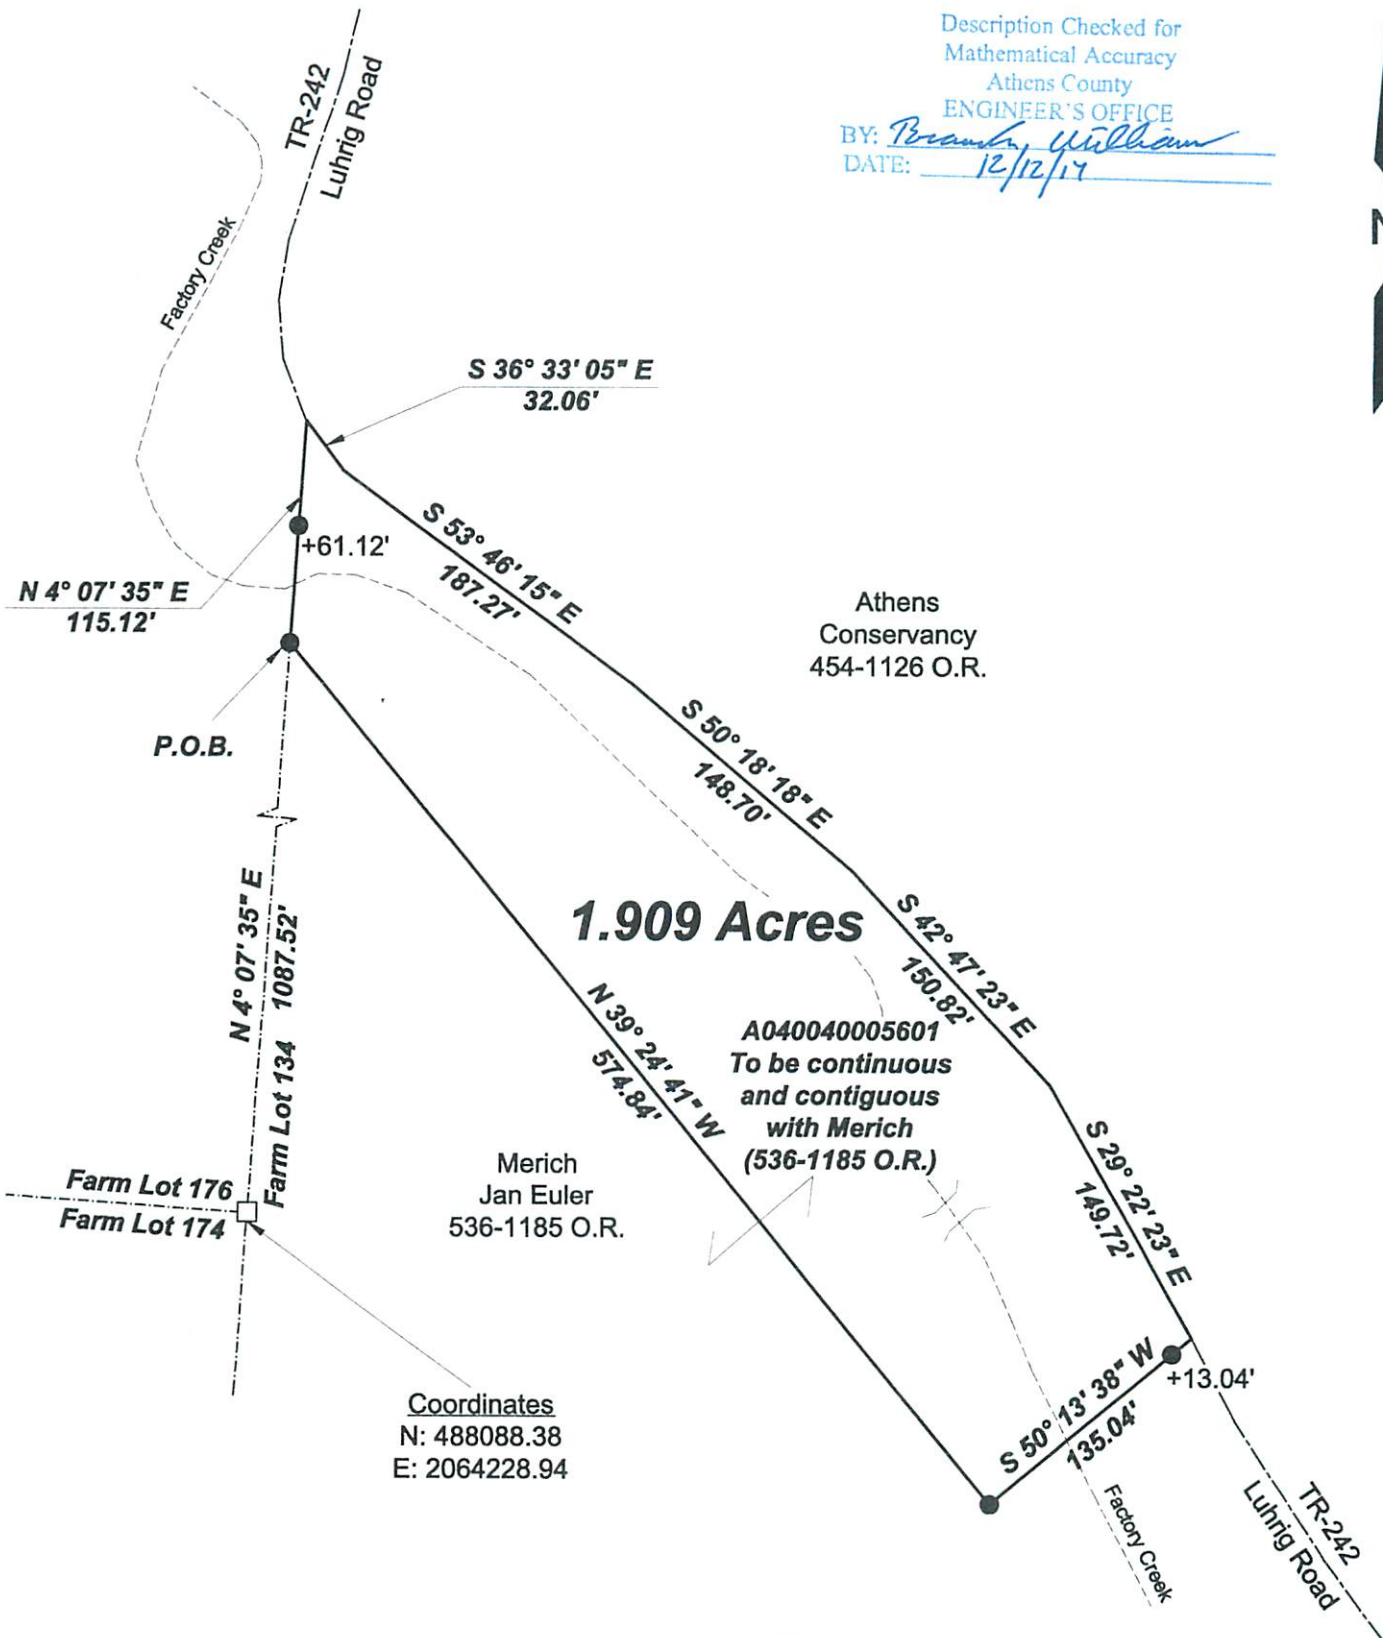 Description Checked for
Mathematical Accuracy
Athens County
ENGINEER'S OFFICE
BY:
DATE: 12/12/17
TR-242
Luhrig Road
Factory Creek
N
S 36° 33' 05" E
32.06'
S 53° 46' 15" E
187.27'
+61.12'
N 4° 07' 35" E
115.12'
Athens
Conservancy
454-1126 O.R.
P.O.B.
S 50° 18' 18" E
148.70'
1.909 Acres
S 42° 47' 23" E
150.82'
N 4° 07' 35" E
Farm Lot 134 1087.52'
N 39° 24' 41" W
574.84'
A040040005601
To be continuous
and contiguous
with Merich
(536-1185 O.R.)
S 29° 22' 23" E
149.72'
Merich
Jan Euler
536-1185 O.R.
Farm Lot 176
Farm Lot 174
S 50° 13' 38" W
135.04'
+13.04'
Coordinates
N: 488088.38
E: 2064228.94
Factory Creek
TR-242
Luhrig Road